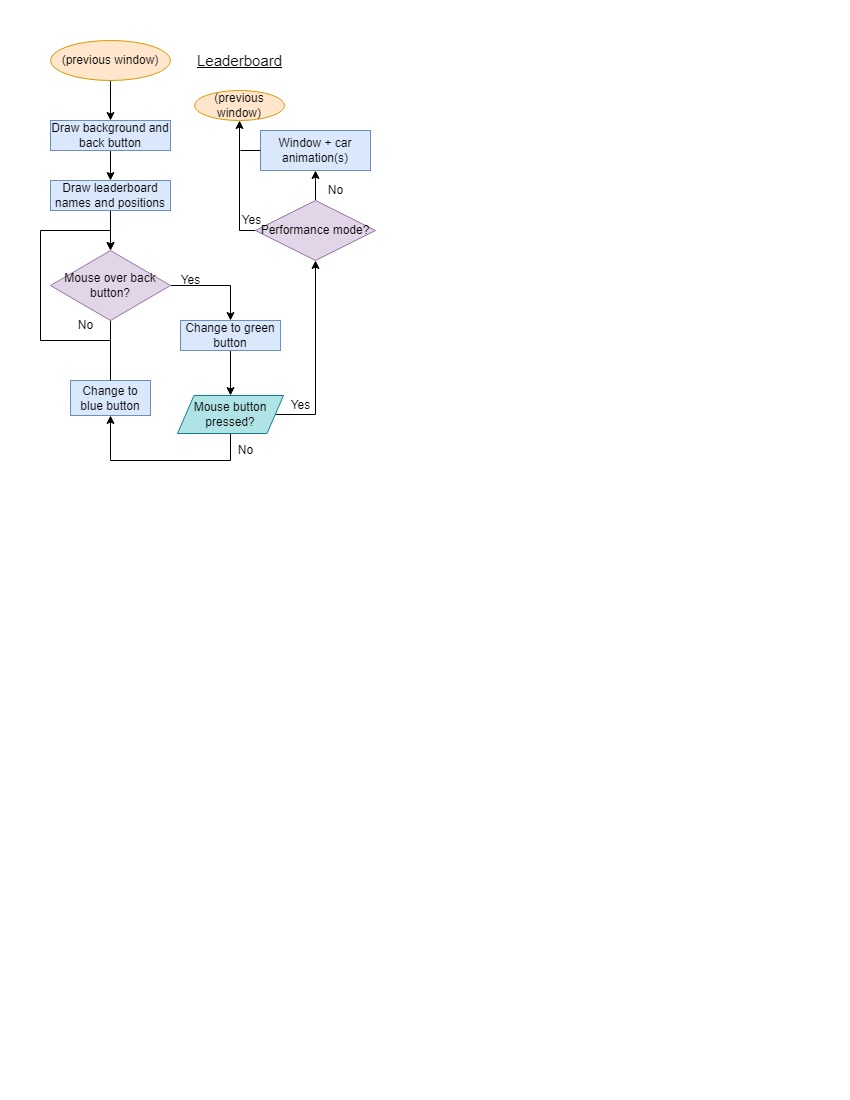 (previous window)
Leaderboard
(previous
window)
Draw background and
back button
Window + car
animation(s)
Draw leaderboard
names and positions
No
Yes
Performance mode?
Mouse over back
button?
Yes
No
Change to green
button
Change to
blue button
Mouse button
pressed?
Yes
No